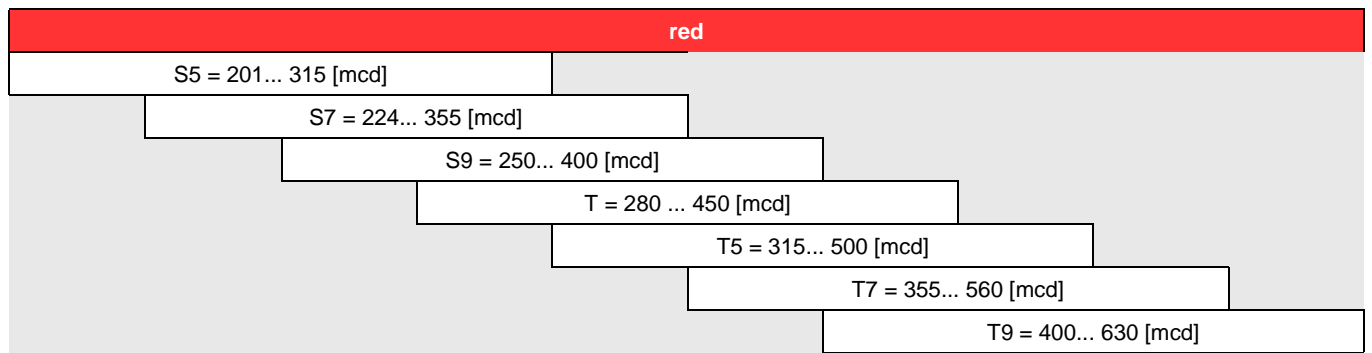 red
S5 = 201... 315 [mcd]
S7 = 224... 355 [mcd]
S9 = 250... 400 [mcd]
T = 280 ... 450 [mcd]
T5 = 315... 500 [mcd]
T7 = 355... 560 [mcd]
T9 = 400... 630 [mcd]